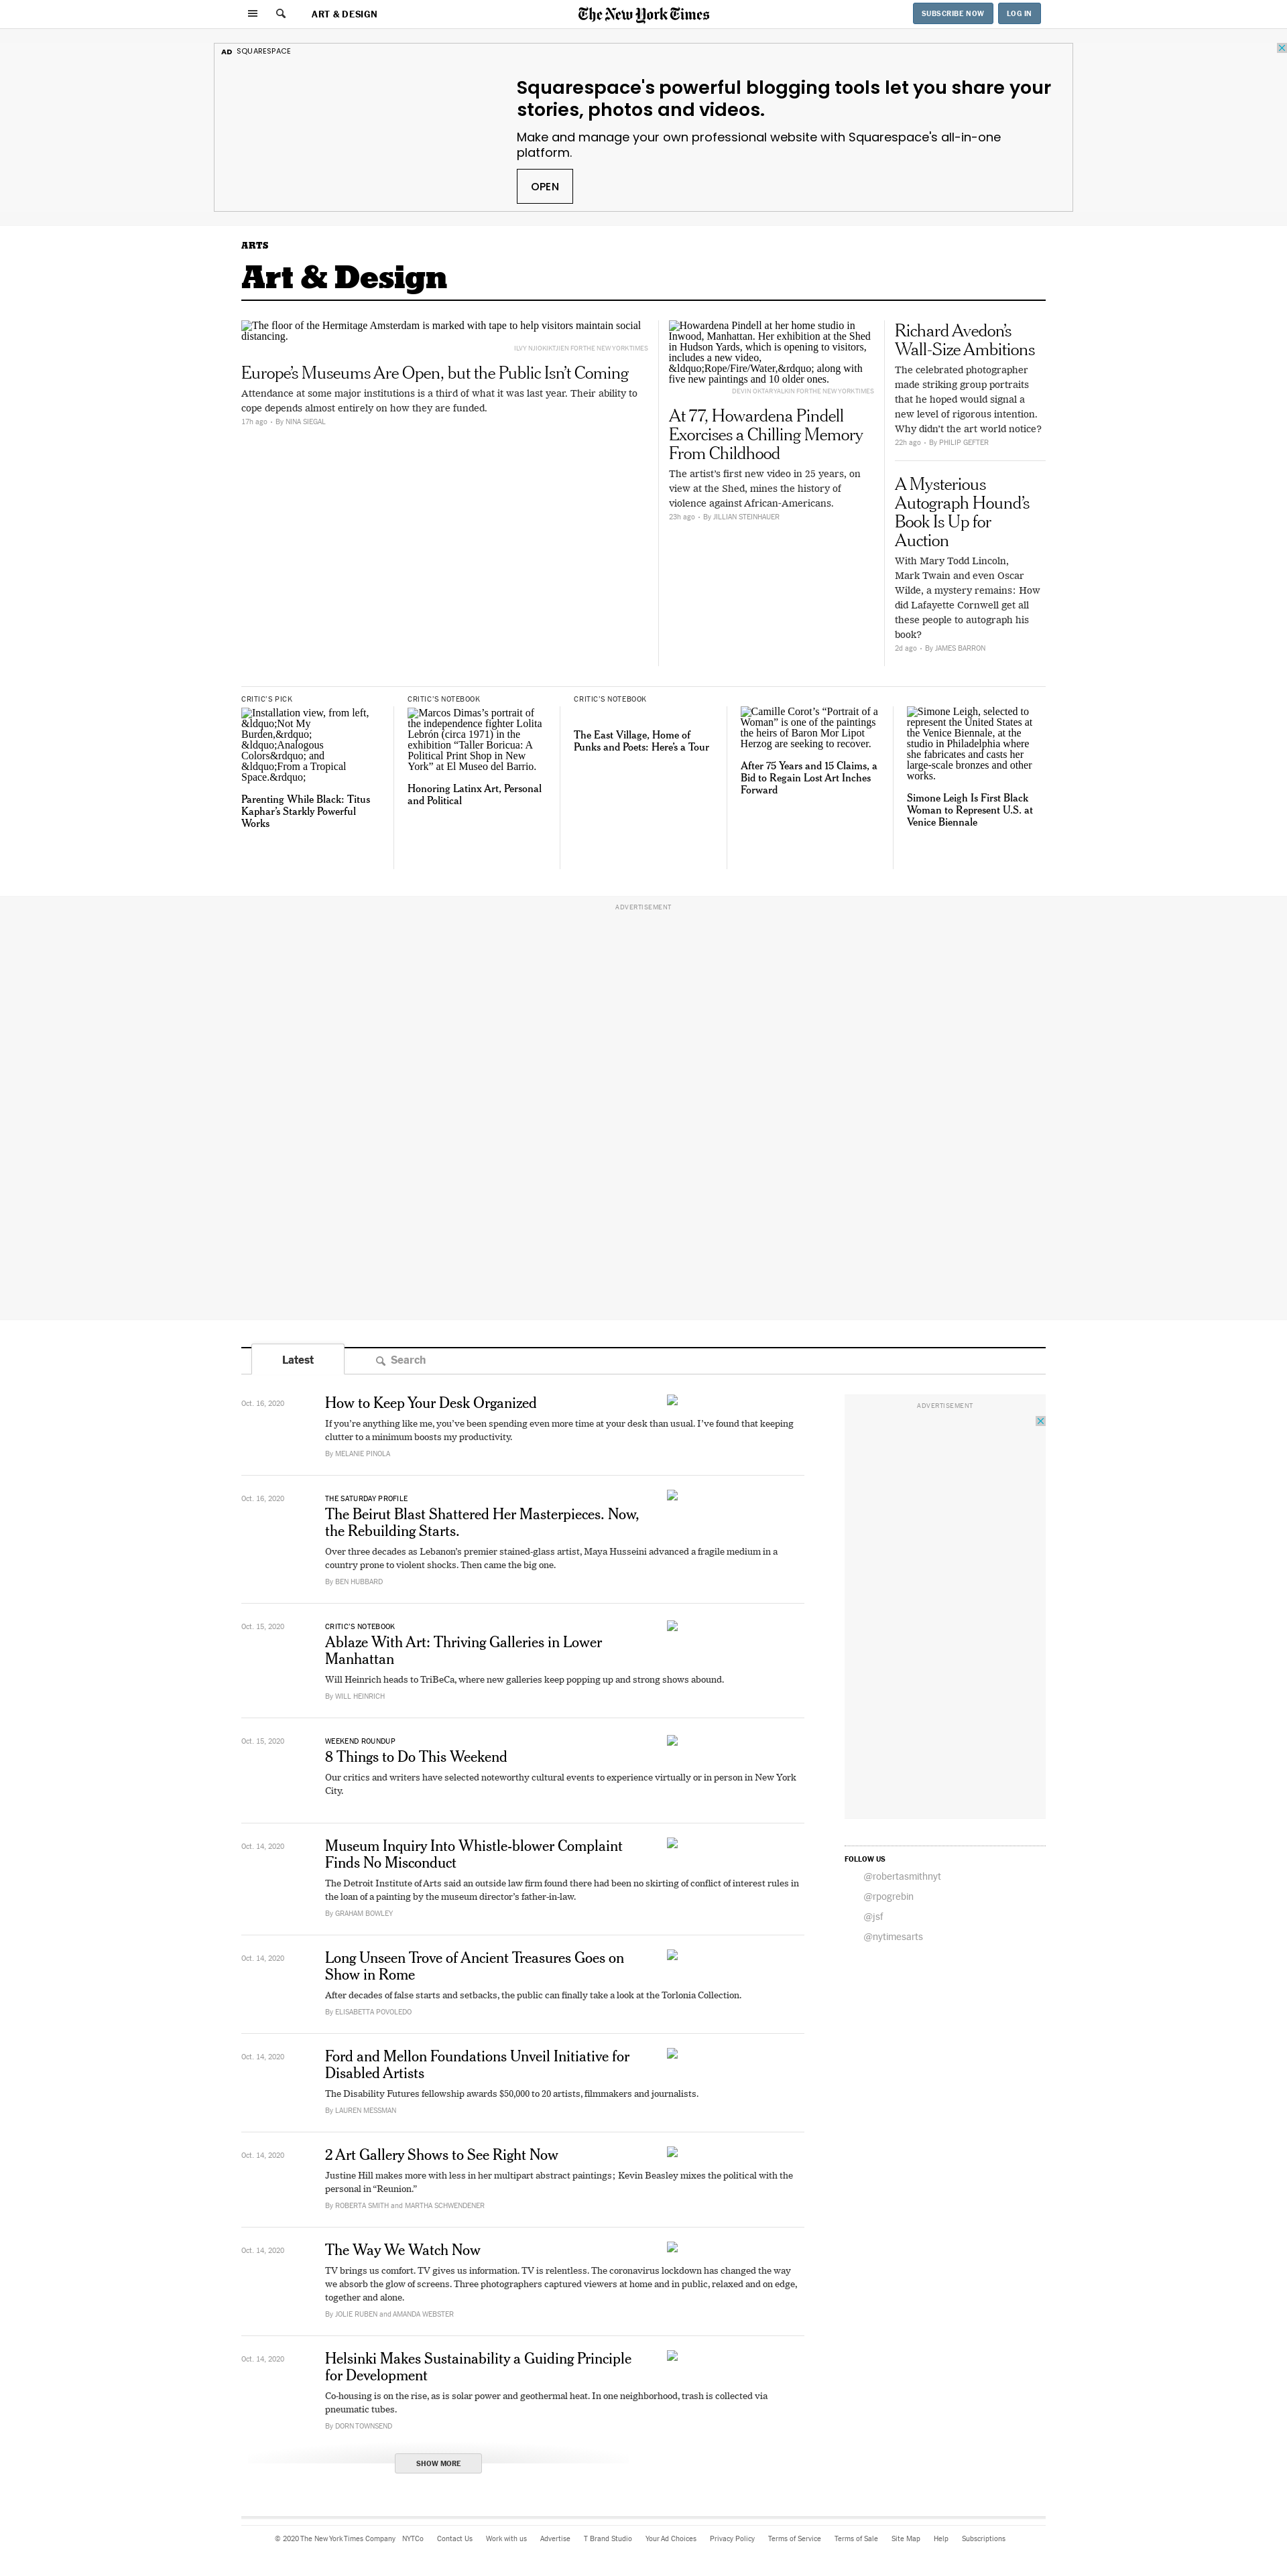 ART & DESIGN
The New York Times
SUBSCRIBE NOW
LOG IN
AD SQUARESPACE
Squarespace's powerful blogging tools let you share your
stories, photos and videos.
Make and manage your own professional website with Squarespace's all-in-one
platform.
OPEN
ARTS
Art & Design
The floor of the Hermitage Amsterdam is marked with tape to help visitors maintain social
distancing.
ILVY NJIOKIKTJIEN FOR THE NEW YORK TIMES
Europe's Museums Are Open, but the Public Isn't Coming
Attendance at some major institutions is a third of what it was last year. Their ability to
cope depends almost entirely on how they are funded.
17h ago • By NINA SIEGAL
Howardena Pindell at her home studio in
Inwood, Manhattan. Her exhibition at the Shed
in Hudson Yards, which is opening to visitors,
includes a new video,
&ldquo;Rope/Fire/Water,&rdquo; along with
five new paintings and 10 older ones.
DEVIN OKTAR YALKIN FOR THE NEW YORK TIMES
At 77, Howardena Pindell
Exorcises a Chilling Memory
From Childhood
The artist's first new video in 25 years, on
view at the Shed, mines the history of
violence against African-Americans.
23h ago • By JILLIAN STEINHAUER
Richard Avedon's
Wall-Size Ambitions
The celebrated photographer
made striking group portraits
that he hoped would signal a
new level of rigorous intention.
Why didn't the art world notice?
22h ago • By PHILIP GEFTER
A Mysterious
Autograph Hound's
Book Is Up for
Auction
With Mary Todd Lincoln,
Mark Twain and even Oscar
Wilde, a mystery remains: How
did Lafayette Cornwell get all
these people to autograph his
book?
2d ago • By JAMES BARRON
CRITIC'S PICK
Installation view, from left,
&ldquo;Not My
Burden,&rdquo;
&ldquo;Analogous
Colors&rdquo; and
&ldquo;From a Tropical
Space.&rdquo;
Parenting While Black: Titus
Kaphar's Starkly Powerful
Works
CRITIC'S NOTEBOOK
Marcos Dimas's portrait of
the independence fighter Lolita
Lebrón (circa 1971) in the
exhibition “Taller Boricua: A
Political Print Shop in New
York” at El Museo del Barrio.
Honoring Latinx Art, Personal
and Political
CRITIC'S NOTEBOOK
The East Village, Home of
Punks and Poets: Here's a Tour
Camille Corot's “Portrait of a
Woman” is one of the paintings
the heirs of Baron Mor Lipot
Herzog are seeking to recover.
After 75 Years and 15 Claims, a
Bid to Regain Lost Art Inches
Forward
Simone Leigh, selected to
represent the United States at
the Venice Biennale, at the
studio in Philadelphia where
she fabricates and casts her
large-scale bronzes and other
works.
Simone Leigh Is First Black
Woman to Represent U.S. at
Venice Biennale
ADVERTISEMENT
Latest
Search
Oct. 16, 2020
How to Keep Your Desk Organized
If you're anything like me, you've been spending even more time at your desk than usual. I've found that keeping
clutter to a minimum boosts my productivity.
By MELANIE PINOLA
Oct. 16, 2020
THE SATURDAY PROFILE
The Beirut Blast Shattered Her Masterpieces. Now,
the Rebuilding Starts.
Over three decades as Lebanon's premier stained-glass artist, Maya Husseini advanced a fragile medium in a
country prone to violent shocks. Then came the big one.
By BEN HUBBARD
Oct. 15, 2020
CRITIC'S NOTEBOOK
Ablaze With Art: Thriving Galleries in Lower
Manhattan
Will Heinrich heads to TriBeCa, where new galleries keep popping up and strong shows abound.
By WILL HEINRICH
Oct. 15, 2020
WEEKEND ROUNDUP
8 Things to Do This Weekend
Our critics and writers have selected noteworthy cultural events to experience virtually or in person in New York
City.
Oct. 14, 2020
Museum Inquiry Into Whistle-blower Complaint
Finds No Misconduct
The Detroit Institute of Arts said an outside law firm found there had been no skirting of conflict of interest rules in
the loan of a painting by the museum director's father-in-law.
By GRAHAM BOWLEY
Oct. 14, 2020
Long Unseen Trove of Ancient Treasures Goes on
Show in Rome
After decades of false starts and setbacks, the public can finally take a look at the Torlonia Collection.
By ELISABETTA POVOLEDO
Oct. 14, 2020
Ford and Mellon Foundations Unveil Initiative for
Disabled Artists
The Disability Futures fellowship awards $50,000 to 20 artists, filmmakers and journalists.
By LAUREN MESSMAN
Oct. 14, 2020
2 Art Gallery Shows to See Right Now
Justine Hill makes more with less in her multipart abstract paintings; Kevin Beasley mixes the political with the
personal in “Reunion.”
By ROBERTA SMITH and MARTHA SCHWENDENER
Oct. 14, 2020
The Way We Watch Now
TV brings us comfort. TV gives us information. TV is relentless. The coronavirus lockdown has changed the way
we absorb the glow of screens. Three photographers captured viewers at home and in public, relaxed and on edge,
together and alone.
By JOLIE RUBEN and AMANDA WEBSTER
Oct. 14, 2020
Helsinki Makes Sustainability a Guiding Principle
for Development
Co-housing is on the rise, as is solar power and geothermal heat. In one neighborhood, trash is collected via
pneumatic tubes.
By DORN TOWNSEND
SHOW MORE
ADVERTISEMENT
FOLLOW US
@robertasmithnyt
@rpogrebin
@jsf
@nytimesarts
© 2020 The New York Times Company NYTCo Contact Us Work with us Advertise T Brand Studio Your Ad Choices Privacy Policy Terms of Service Terms of Sale Site Map Help Subscriptions